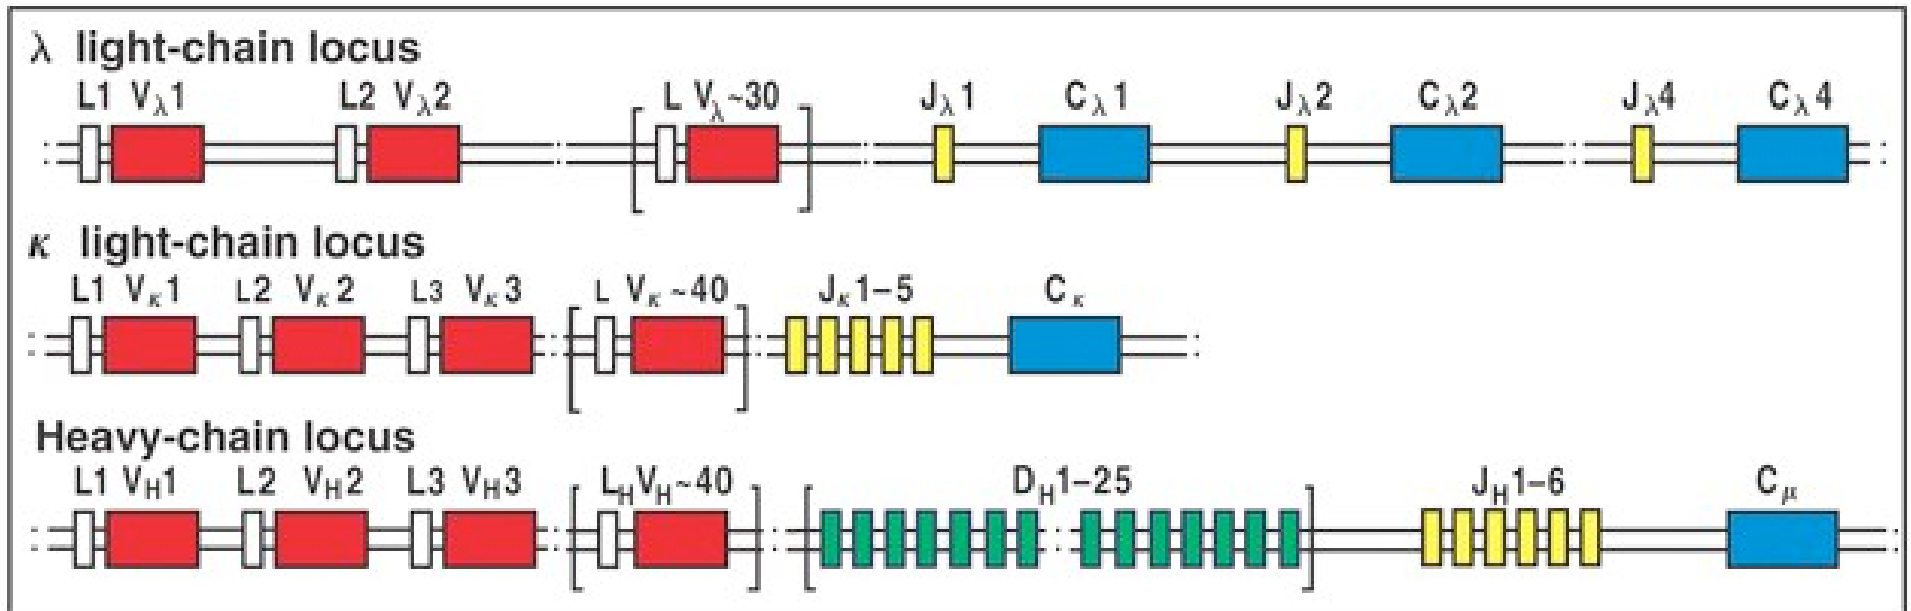 λ light-chain locus
L1 Vλ1 L2 Vλ2 L Vλ~30 Jλ1 Cλ1 Jλ2 Cλ2 Jλ4 Cλ4
κ light-chain locus
L1 Vκ1 L2 Vκ2 L3 Vκ3 L Vκ~40 Jκ1–5 Cκ
Heavy-chain locus
L1 VH1 L2 VH2 L3 VH3 LHVH~40 DH1–25 JH1–6 Cμ